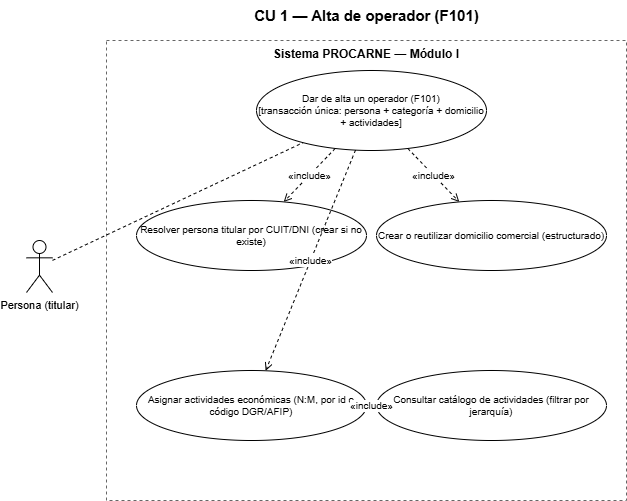 CU 1 — Alta de operador (F101)
Sistema PROCARNE — Módulo I
Dar de alta un operador (F101)
[transacción única: persona + categoría + domicilio
+ actividades]
«include»
«include»
Resolver persona titular por CUIT/DNI (crear si no
existe)
Crear o reutilizar domicilio comercial (estructurado)
«include»
Persona (titular)
Asignar actividades económicas (N:M, por id o
código DGR/AFIP)
«include»
Consultar catálogo de actividades (filtrar por
jerarquía)